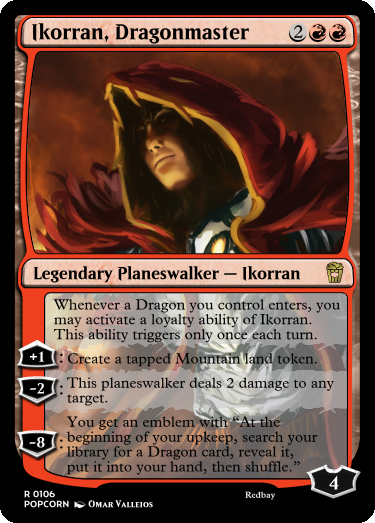 Ikorran, Dragonmaster 2
Legendary Planeswalker — Ikorran
Whenever a Dragon you control enters, you
may activate a loyalty ability of Ikorran.
This ability triggers only once each turn.
+1: Create a tapped Mountain land token.
-2: This planeswalker deals 2 damage to any
target.
You get an emblem with “At the
beginning of your upkeep, search your
-8: library for a Dragon card, reveal it,
put it into your hand, then shuffle.”
4
R 0106
POPCORN Omar Vallejos
Redbay